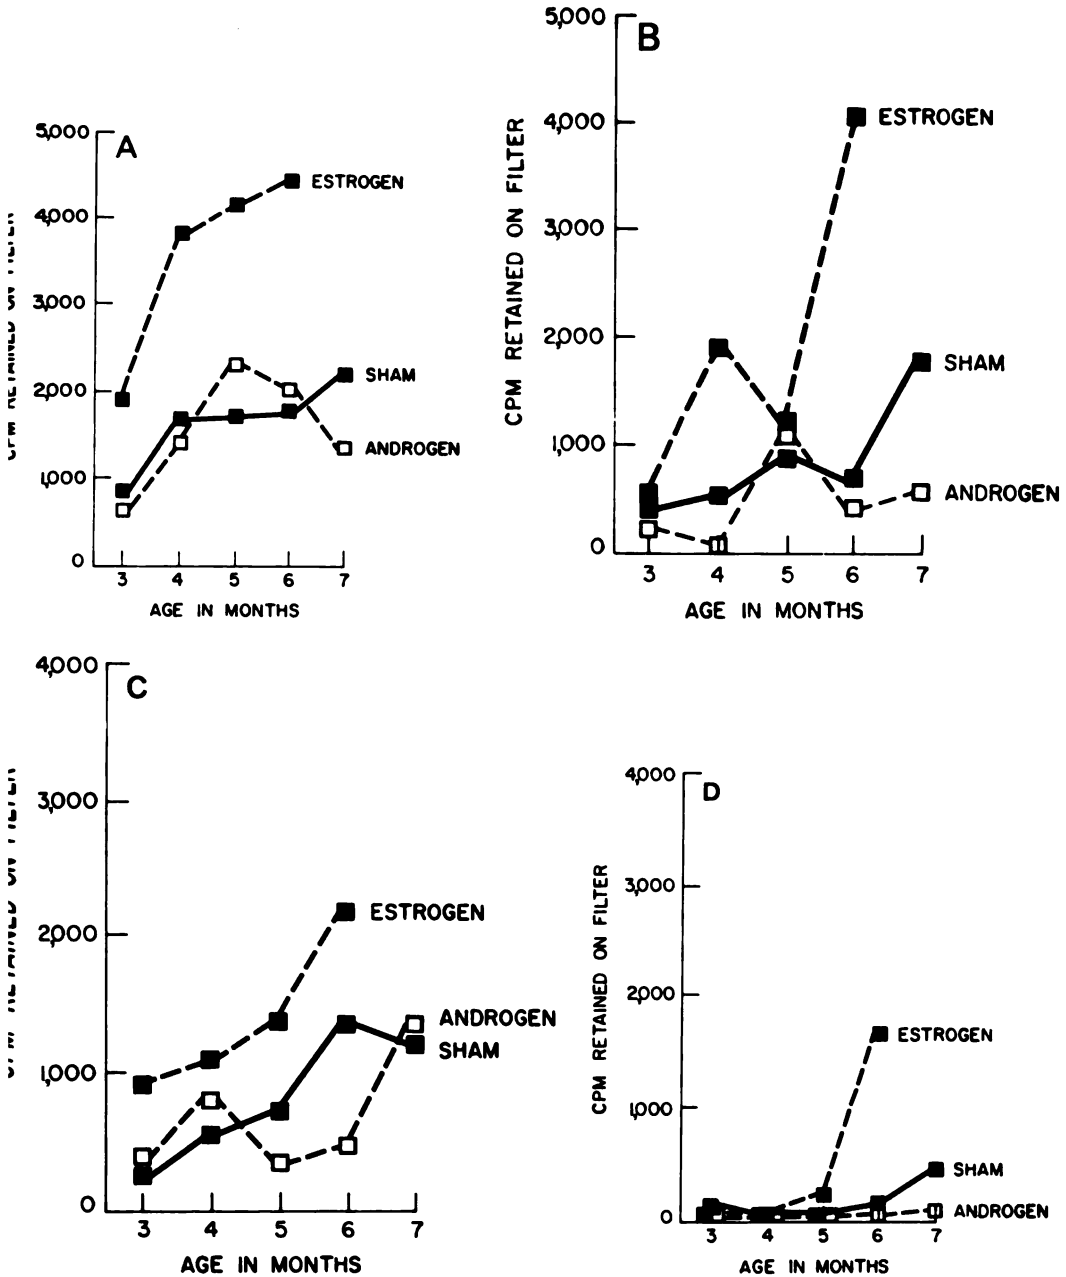 A
5,000
4,000
3,000
2,000
1,000
0
ESTROGEN
SHAM
ANDROGEN
3 4 5 6 7
AGE IN MONTHS
B
CPM RETAINED ON FILTER
5,000
4,000
3,000
2,000
1,000
0
ESTROGEN
SHAM
ANDROGEN
3 4 5 6 7
AGE IN MONTHS
C
4,000
3,000
2,000
1,000
0
ESTROGEN
ANDROGEN
SHAM
3 4 5 6 7
AGE IN MONTHS
D
CPM RETAINED ON FILTER
4,000
3,000
2,000
1,000
0
ESTROGEN
SHAM
ANDROGEN
3 4 5 6 7
AGE IN MONTHS